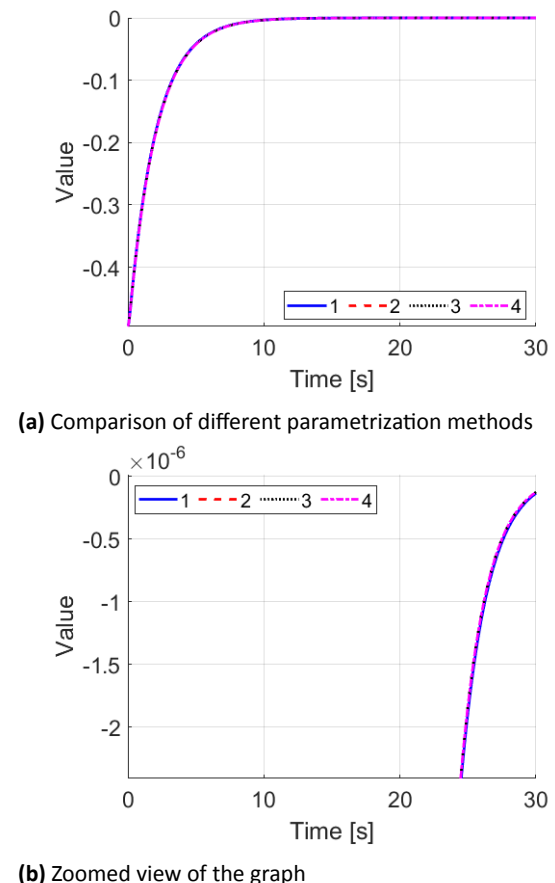 0
-0.1
-0.2
-0.3
-0.4
Value
1 2 3 4
0 10 20 30
Time [s]
(a) Comparison of different parametrization methods
×10⁻⁶
0
-0.5
-1
-1.5
-2
Value
1 2 3 4
0 10 20 30
Time [s]
(b) Zoomed view of the graph